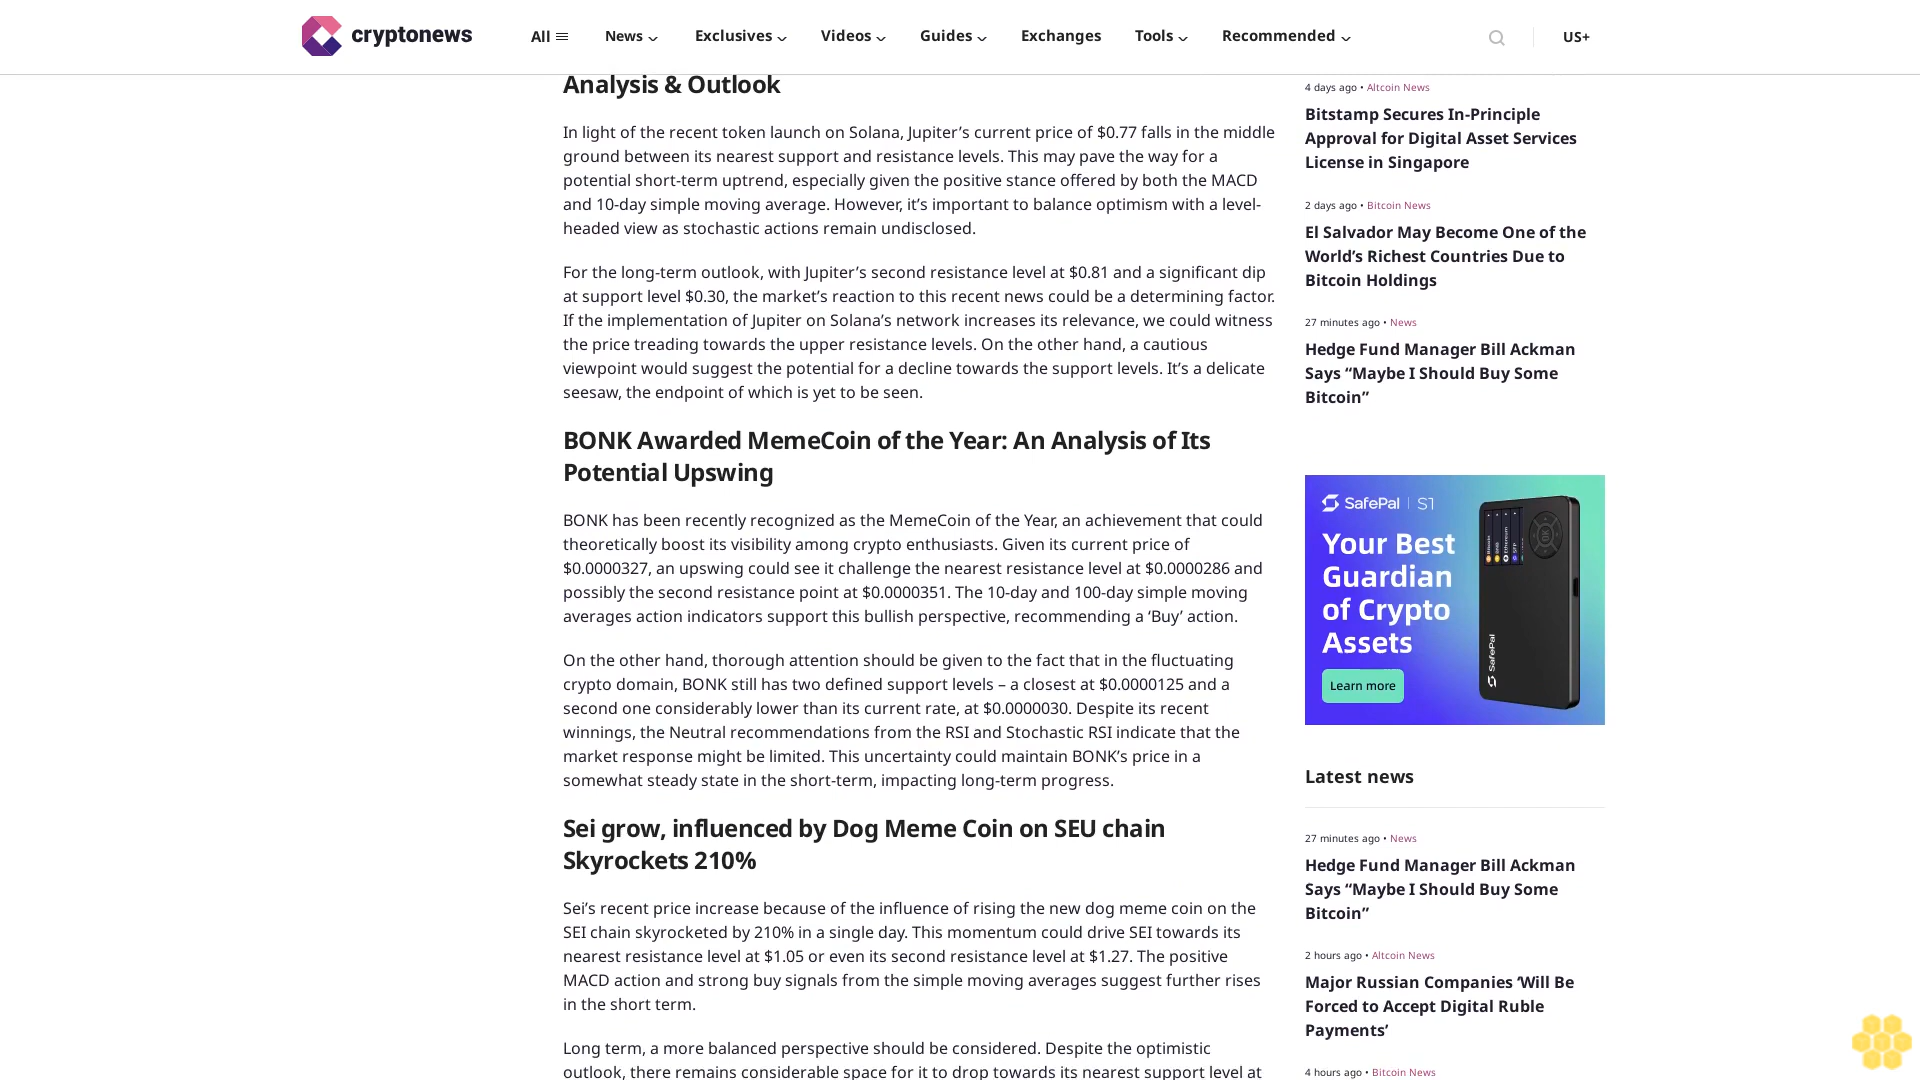 cryptonews
All
News
Exclusives
Videos
Guides
Exchanges
Tools
Recommended
US+
Analysis & Outlook
In light of the recent token launch on Solana, Jupiter’s current price of $0.77 falls in the middle
ground between its nearest support and resistance levels. This may pave the way for a
potential short-term uptrend, especially given the positive stance offered by both the MACD
and 10-day simple moving average. However, it’s important to balance optimism with a level-
headed view as stochastic actions remain undisclosed.
For the long-term outlook, with Jupiter’s second resistance level at $0.81 and a significant dip
at support level $0.30, the market’s reaction to this recent news could be a determining factor.
If the implementation of Jupiter on Solana’s network increases its relevance, we could witness
the price treading towards the upper resistance levels. On the other hand, a cautious
viewpoint would suggest the potential for a decline towards the support levels. It’s a delicate
seesaw, the endpoint of which is yet to be seen.
BONK Awarded MemeCoin of the Year: An Analysis of Its
Potential Upswing
BONK has been recently recognized as the MemeCoin of the Year, an achievement that could
theoretically boost its visibility among crypto enthusiasts. Given its current price of
$0.0000327, an upswing could see it challenge the nearest resistance level at $0.0000286 and
possibly the second resistance point at $0.0000351. The 10-day and 100-day simple moving
averages action indicators support this bullish perspective, recommending a ‘Buy’ action.
On the other hand, thorough attention should be given to the fact that in the fluctuating
crypto domain, BONK still has two defined support levels – a closest at $0.0000125 and a
second one considerably lower than its current rate, at $0.0000030. Despite its recent
winnings, the Neutral recommendations from the RSI and Stochastic RSI indicate that the
market response might be limited. This uncertainty could maintain BONK’s price in a
somewhat steady state in the short-term, impacting long-term progress.
Sei grow, influenced by Dog Meme Coin on SEU chain
Skyrockets 210%
Sei’s recent price increase because of the influence of rising the new dog meme coin on the
SEI chain skyrocketed by 210% in a single day. This momentum could drive SEI towards its
nearest resistance level at $1.05 or even its second resistance level at $1.27. The positive
MACD action and strong buy signals from the simple moving averages suggest further rises
in the short term.
Long term, a more balanced perspective should be considered. Despite the optimistic
outlook, there remains considerable space for it to drop towards its nearest support level at
4 days ago • Altcoin News
Bitstamp Secures In-Principle
Approval for Digital Asset Services
License in Singapore
2 days ago • Bitcoin News
El Salvador May Become One of the
World’s Richest Countries Due to
Bitcoin Holdings
27 minutes ago • News
Hedge Fund Manager Bill Ackman
Says “Maybe I Should Buy Some
Bitcoin”
SafePal | S1
Your Best
Guardian
of Crypto
Assets
Learn more
SafePal
Latest news
27 minutes ago • News
Hedge Fund Manager Bill Ackman
Says “Maybe I Should Buy Some
Bitcoin”
2 hours ago • Altcoin News
Major Russian Companies ‘Will Be
Forced to Accept Digital Ruble
Payments’
4 hours ago • Bitcoin News